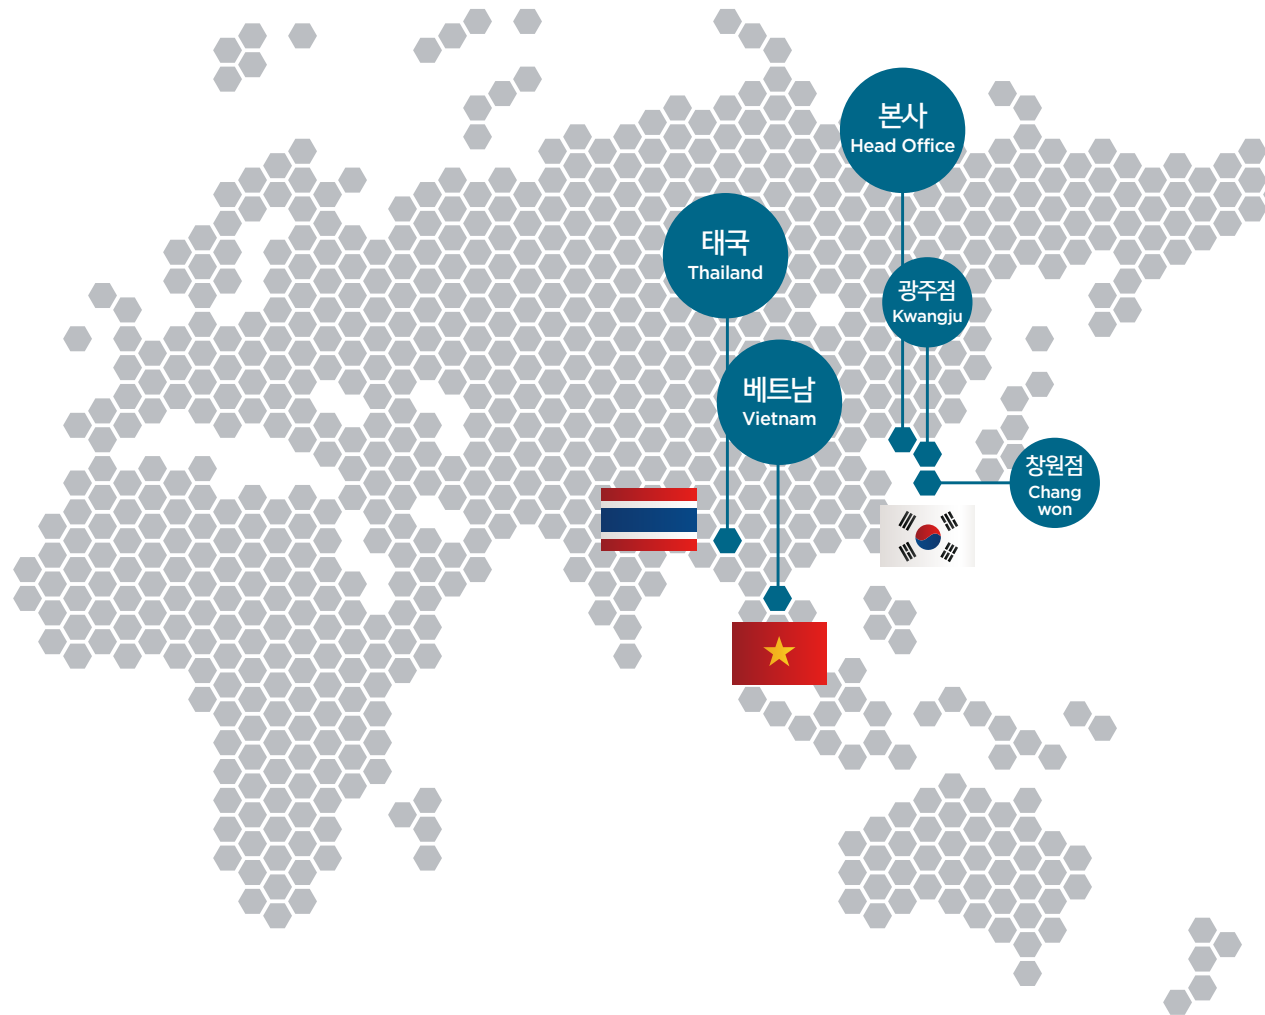 본사
Head Office
태국
Thailand
광주점
Kwangju
베트남
Vietnam
창원점
Chang
won